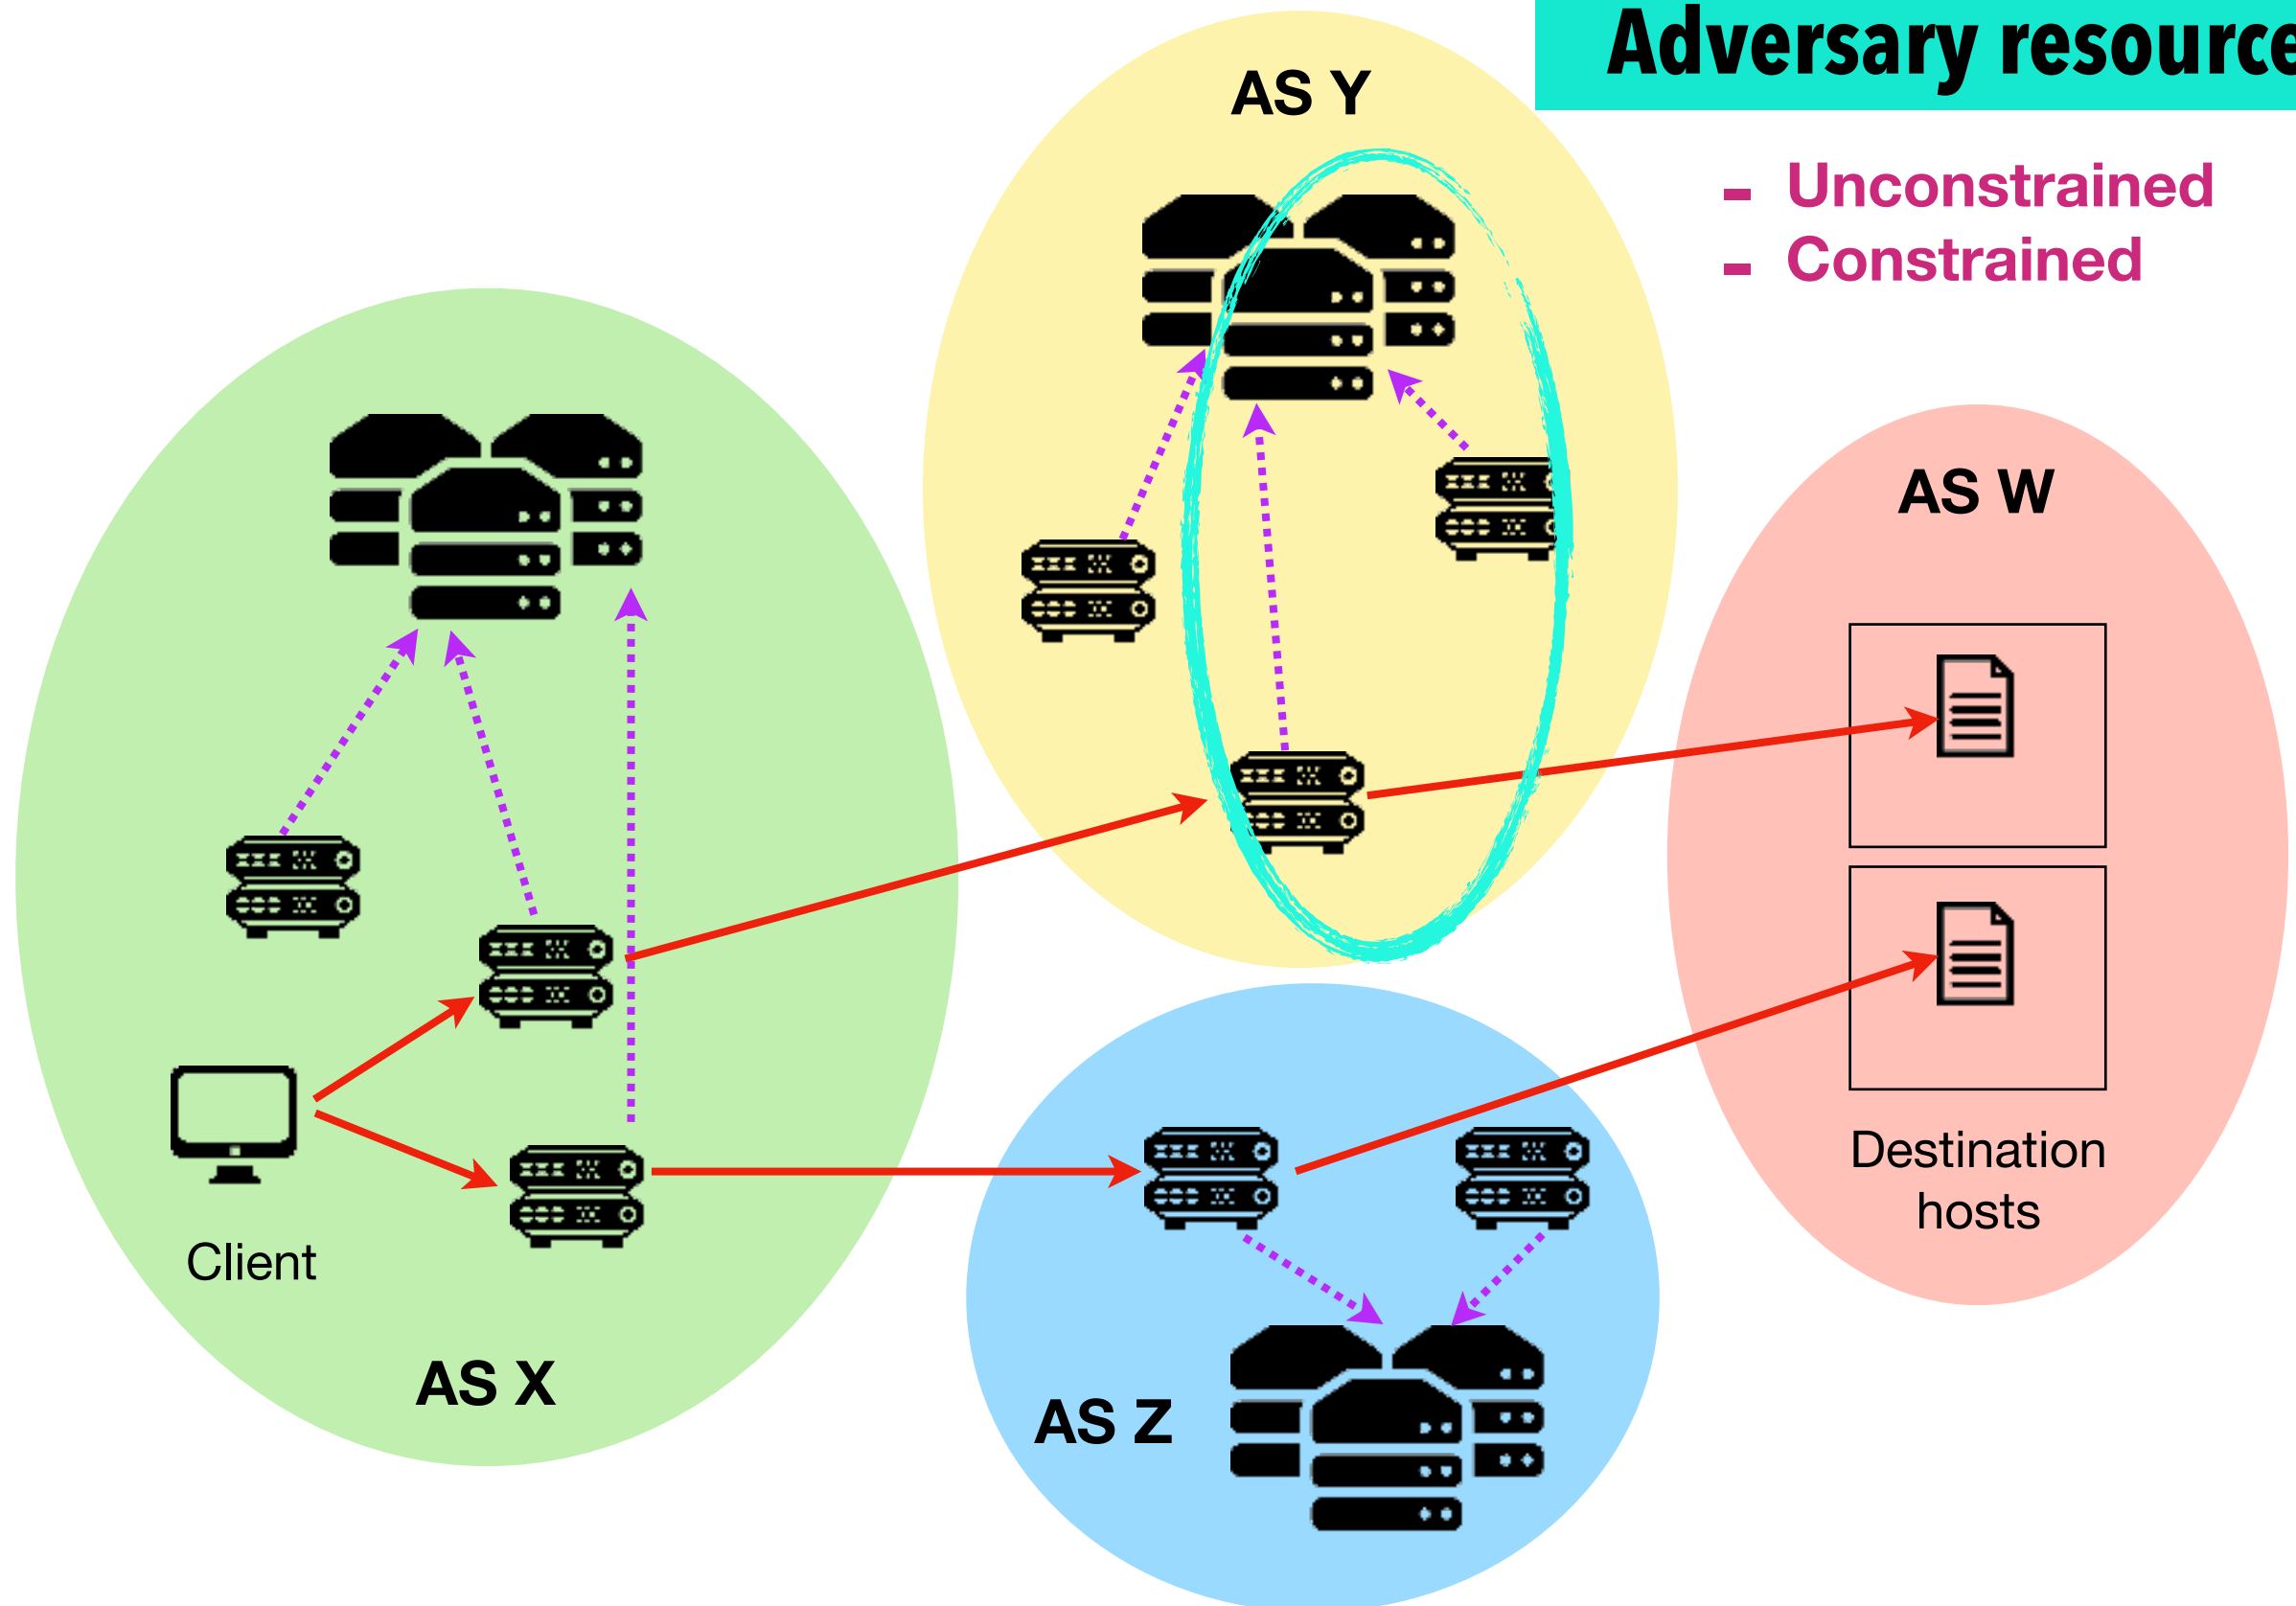 Adversary resource
AS Y
- Unconstrained
- Constrained
AS W
Destination
hosts
Client
AS X
AS Z